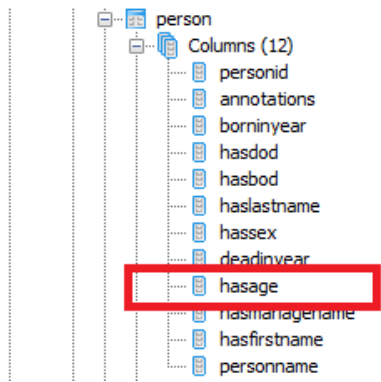 person
Columns (12)
personid
annotations
borninyear
hasdod
hasbod
haslastname
hassex
deadinyear
hasage
hasmanagename
hasfirstname
personname